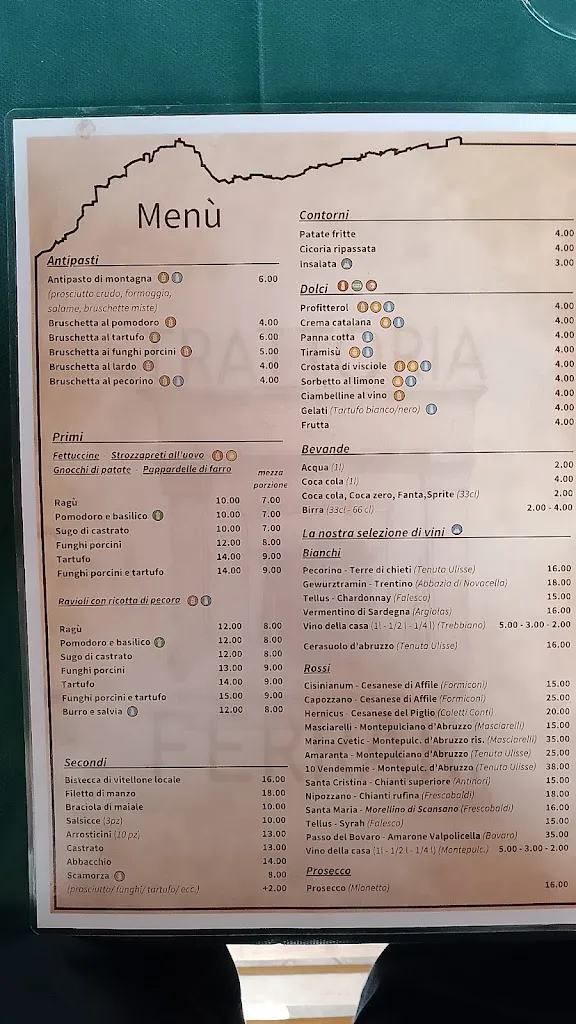 Menù
Antipasti
Antipasto di montagna 6.00
(prosciutto crudo, formaggio,
salame, bruschette miste)
Bruschetta al pomodoro 4.00
Bruschetta al tartufo 6.00
Bruschetta ai funghi porcini 5.00
Bruschetta al lardo 4.00
Bruschetta al pecorino 4.00
Primi
Fettuccine - Strozzapreti all'uovo
Gnocchi di patate - Pappardelle di farro
mezza
porzione
Ragù 10.00 7.00
Pomodoro e basilico 10.00 7.00
Sugo di castrato 10.00 7.00
Funghi porcini 12.00 8.00
Tartufo 14.00 9.00
Funghi porcini e tartufo 14.00 9.00
Ravioli con ricotta di pecora
Ragù 12.00 8.00
Pomodoro e basilico 12.00 8.00
Sugo di castrato 12.00 8.00
Funghi porcini 13.00 9.00
Tartufo 14.00 9.00
Funghi porcini e tartufo 15.00 9.00
Burro e salvia 12.00 8.00
Secondi
Bistecca di vitellone locale 16.00
Filetto di manzo 18.00
Braciola di maiale 10.00
Salsicce (3pz) 10.00
Arrosticini (10 pz) 13.00
Castrato 13.00
Abbacchio 14.00
Scamorza 8.00
(prosciutto/ funghi/ tartufo/ ecc.) +2.00
Contorni
Patate fritte 4.00
Cicoria ripassata 4.00
insalata 3.00
Dolci
Profitterol 4.00
Crema catalana 4.00
Panna cotta 4.00
Tiramisù 4.00
Crostata di visciole 4.00
Sorbetto al limone 4.00
Ciambelline al vino 4.00
Gelati (Tartufo bianco/nero) 4.00
Frutta 4.00
Bevande
Acqua (1l) 2.00
Coca cola (1l) 4.00
Coca cola, Coca zero, Fanta,Sprite (33cl) 2.00
Birra (33cl - 66 cl) 2.00 - 4.00
La nostra selezione di vini
Bianchi
Pecorino - Terre di chieti (Tenuta Ulisse) 16.00
Gewurztramin - Trentino (Abbazia di Novacella) 18.00
Tellus - Chardonnay (Falesco) 15.00
Vermentino di Sardegna (Argiolas) 16.00
Vino della casa (1l - 1/2 l - 1/4 l) (Trebbiano) 5.00 - 3.00 - 2.00
Cerasuolo d'abruzzo (Tenuta Ulisse) 16.00
Rossi
Cisinianum - Cesanese di Affile (Formiconi) 15.00
Capozzano - Cesanese di Affile (Formiconi) 25.00
Hernicus - Cesanese del Piglio (Coletti Conti) 20.00
Masciarelli - Montepulciano d'Abruzzo (Masciarelli) 15.00
Marina Cvetic - Montepulc. d'Abruzzo ris. (Masciarelli) 35.00
Amaranta - Montepulciano d'Abruzzo (Tenuta Ulisse) 25.00
10 Vendemmie - Montepulc. d'Abruzzo (Tenuta Ulisse) 38.00
Santa Cristina - Chianti superiore (Antinori) 15.00
Nipozzano - Chianti rufina (Frescobaldi) 18.00
Santa Maria - Morellino di Scansano (Frescobaldi) 16.00
Tellus - Syrah (Falesco) 15.00
Passo del Bovaro - Amarone Valpolicella (Bovaro) 35.00
Vino della casa (1l - 1/2 l - 1/4 l) (Montepulc.) 5.00 - 3.00 - 2.00
Prosecco
Prosecco (Mionetto) 16.00